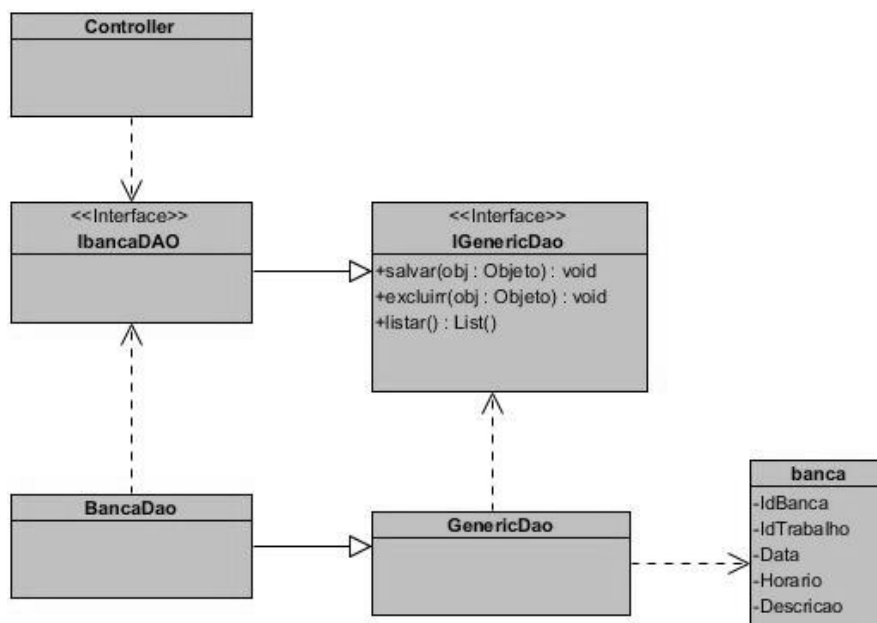 Controller
<<Interface>>
IbancaDAO
<<Interface>>
IGenericDao
+salvar(obj : Objeto) : void
+excluirr(obj : Objeto) : void
+listar() : List()
BancaDao
GenericDao
banca
-IdBanca
-IdTrabalho
-Data
-Horario
-Descricao